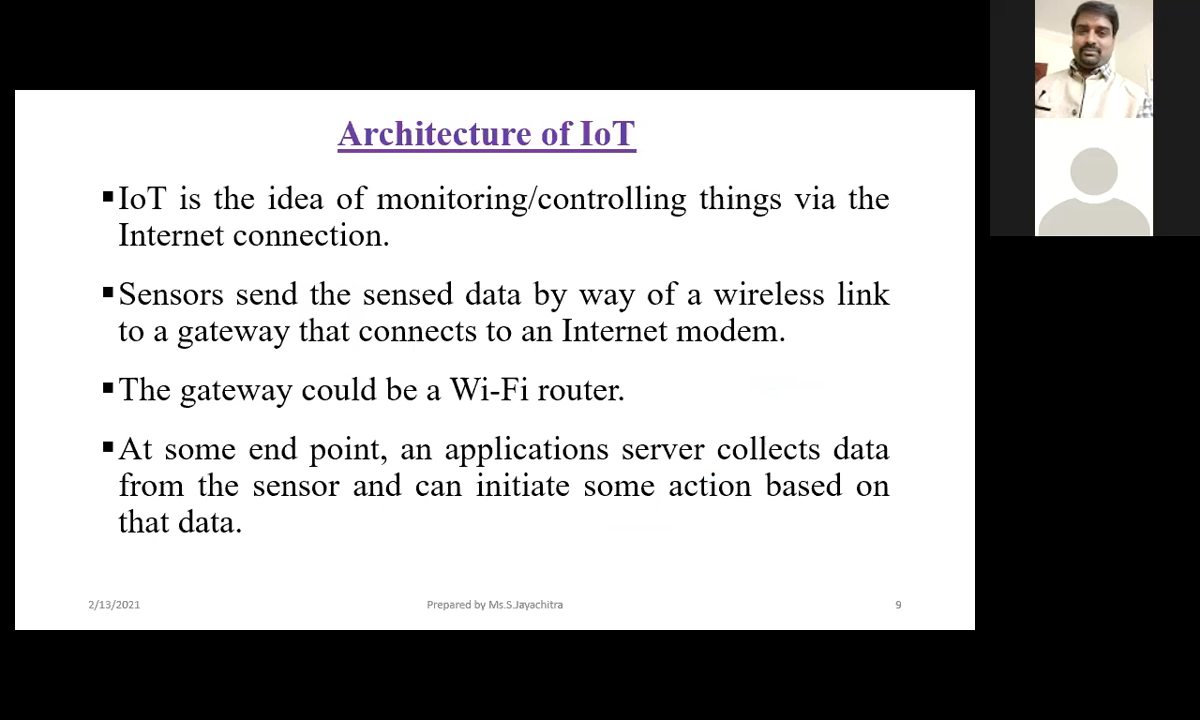 Architecture of IoT
▪IoT is the idea of monitoring/controlling things via the
Internet connection.
▪Sensors send the sensed data by way of a wireless link
to a gateway that connects to an Internet modem.
▪The gateway could be a Wi-Fi router.
▪At some end point, an applications server collects data
from the sensor and can initiate some action based on
that data.
2/13/2021
Prepared by Ms.S.Jayachitra
9